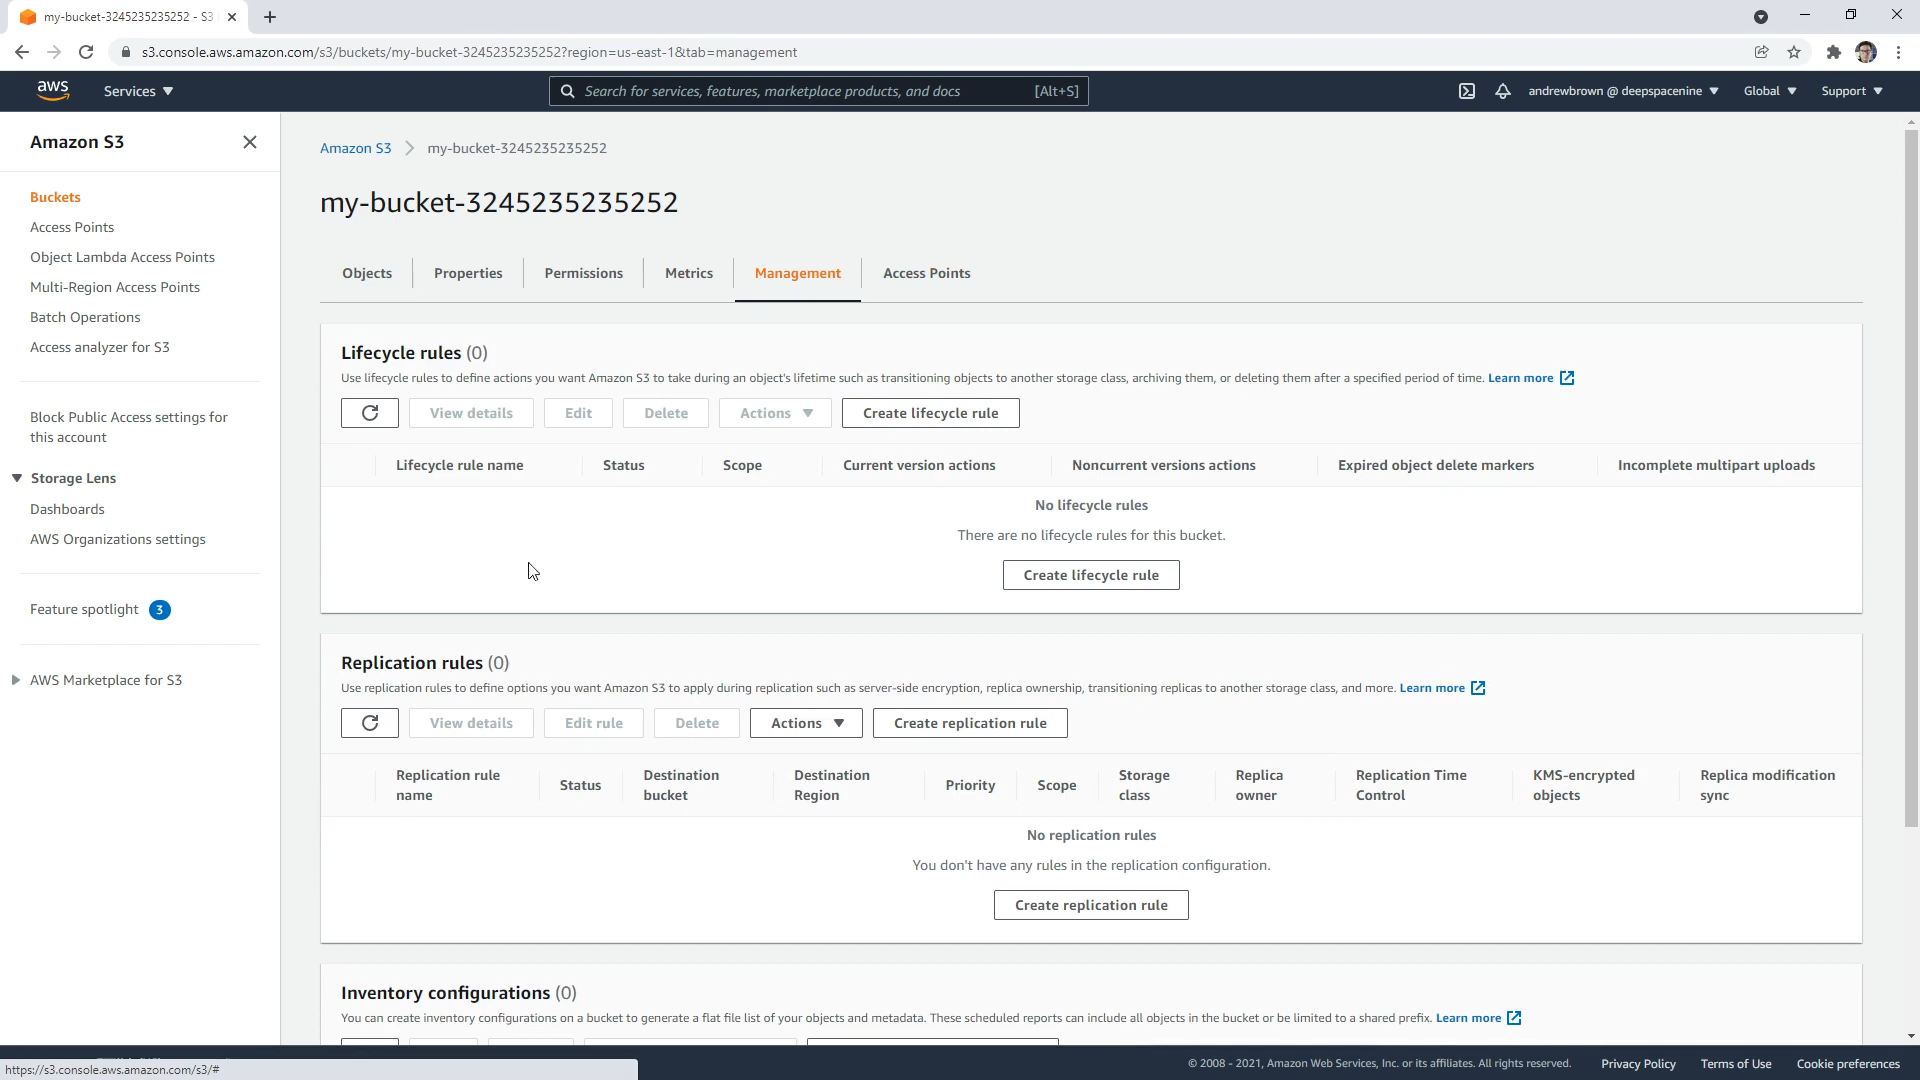 my-bucket-3245235235252 - S3
s3.console.aws.amazon.com/s3/buckets/my-bucket-3245235235252?region=us-east-1&tab=management
aws
Services
Search for services, features, marketplace products, and docs
[Alt+S]
andrewbrown @ deepspacenine
Global
Support
Amazon S3
Buckets
Access Points
Object Lambda Access Points
Multi-Region Access Points
Batch Operations
Access analyzer for S3
Block Public Access settings for
this account
Storage Lens
Dashboards
AWS Organizations settings
Feature spotlight 3
AWS Marketplace for S3
Amazon S3 > my-bucket-3245235235252
my-bucket-3245235235252
Objects
Properties
Permissions
Metrics
Management
Access Points
Lifecycle rules (0)
Use lifecycle rules to define actions you want Amazon S3 to take during an object's lifetime such as transitioning objects to another storage class, archiving them, or deleting them after a specified period of time. Learn more
View details
Edit
Delete
Actions
Create lifecycle rule
Lifecycle rule name
Status
Scope
Current version actions
Noncurrent versions actions
Expired object delete markers
Incomplete multipart uploads
No lifecycle rules
There are no lifecycle rules for this bucket.
Create lifecycle rule
Replication rules (0)
Use replication rules to define options you want Amazon S3 to apply during replication such as server-side encryption, replica ownership, transitioning replicas to another storage class, and more. Learn more
View details
Edit rule
Delete
Actions
Create replication rule
Replication rule
name
Status
Destination
bucket
Destination
Region
Priority
Scope
Storage
class
Replica
owner
Replication Time
Control
KMS-encrypted
objects
Replica modification
sync
No replication rules
You don't have any rules in the replication configuration.
Create replication rule
Inventory configurations (0)
You can create inventory configurations on a bucket to generate a flat file list of your objects and metadata. These scheduled reports can include all objects in the bucket or be limited to a shared prefix. Learn more
https://s3.console.aws.amazon.com/s3/#
© 2008 - 2021, Amazon Web Services, Inc. or its affiliates. All rights reserved.
Privacy Policy
Terms of Use
Cookie preferences